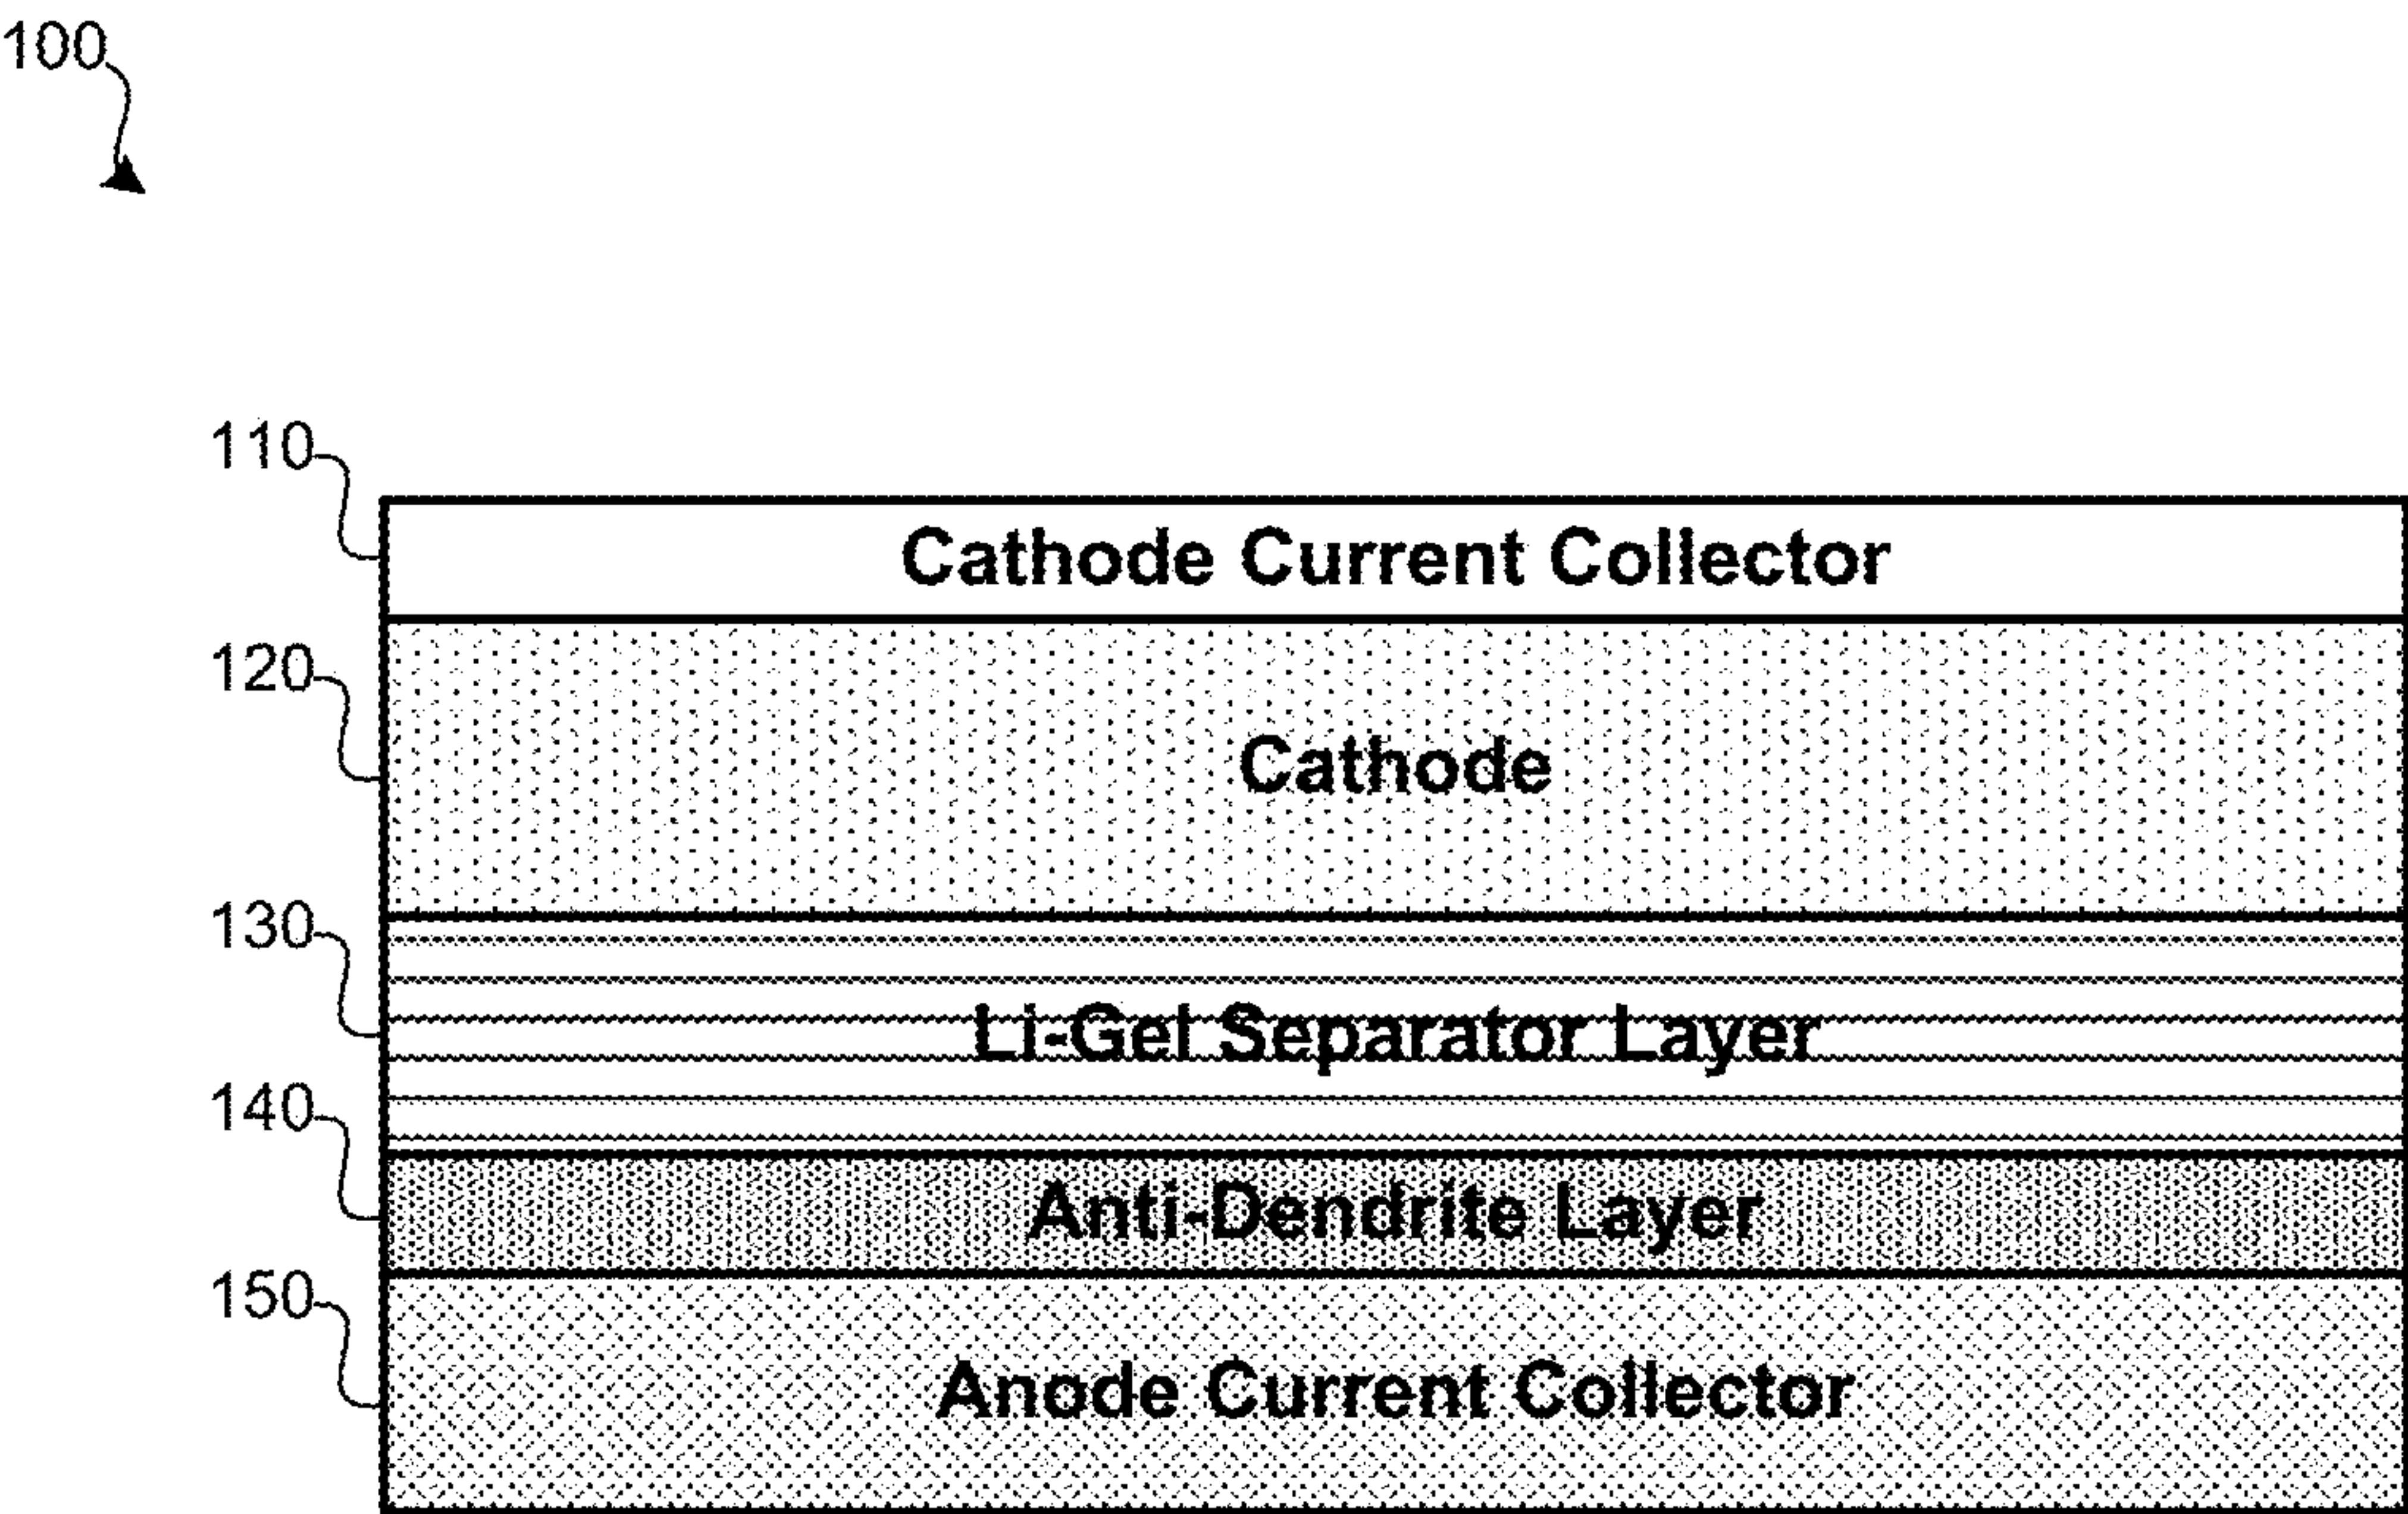 100
110
Cathode Current Collector
120
Cathode
130
Li-Gel Separator Layer
140
Anti-Dendrite Layer
150
Anode Current Collector